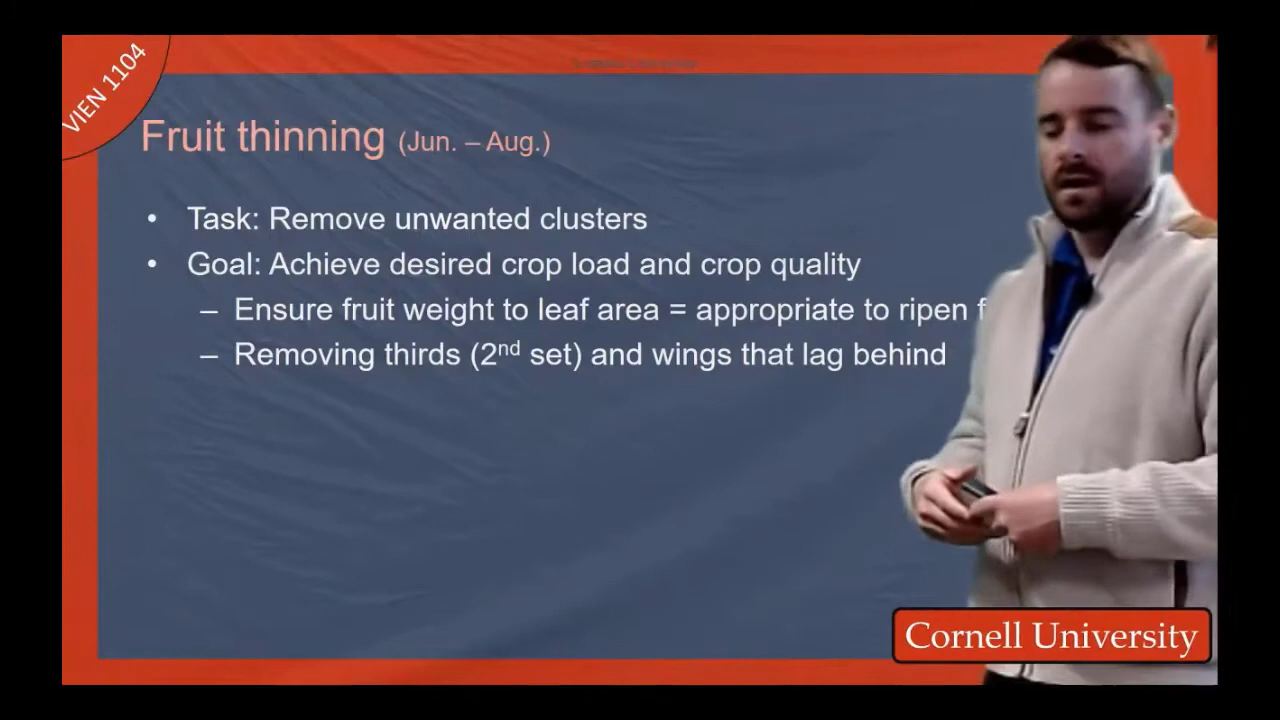 VIEN 1104
Fruit thinning (Jun. – Aug.)
• Task: Remove unwanted clusters
• Goal: Achieve desired crop load and crop quality
– Ensure fruit weight to leaf area = appropriate to ripen
– Removing thirds (2nd set) and wings that lag behind
Cornell University